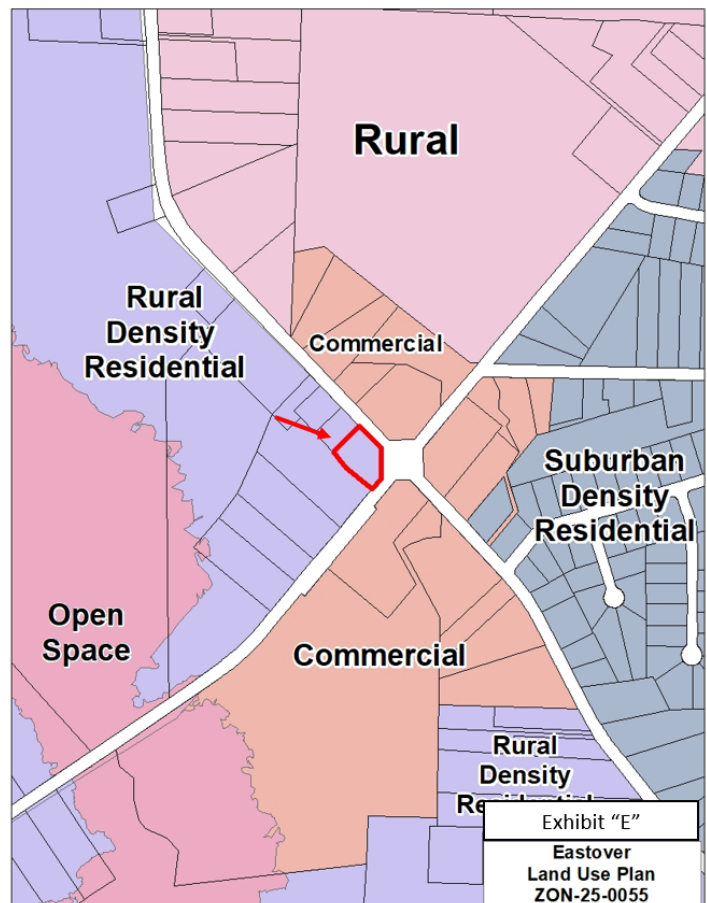 Rural
Rural
Density
Residential
Commercial
Suburban
Density
Residential
Open
Space
Commercial
Rural
Density
Residential
Exhibit “E”
Eastover
Land Use Plan
ZON-25-0055